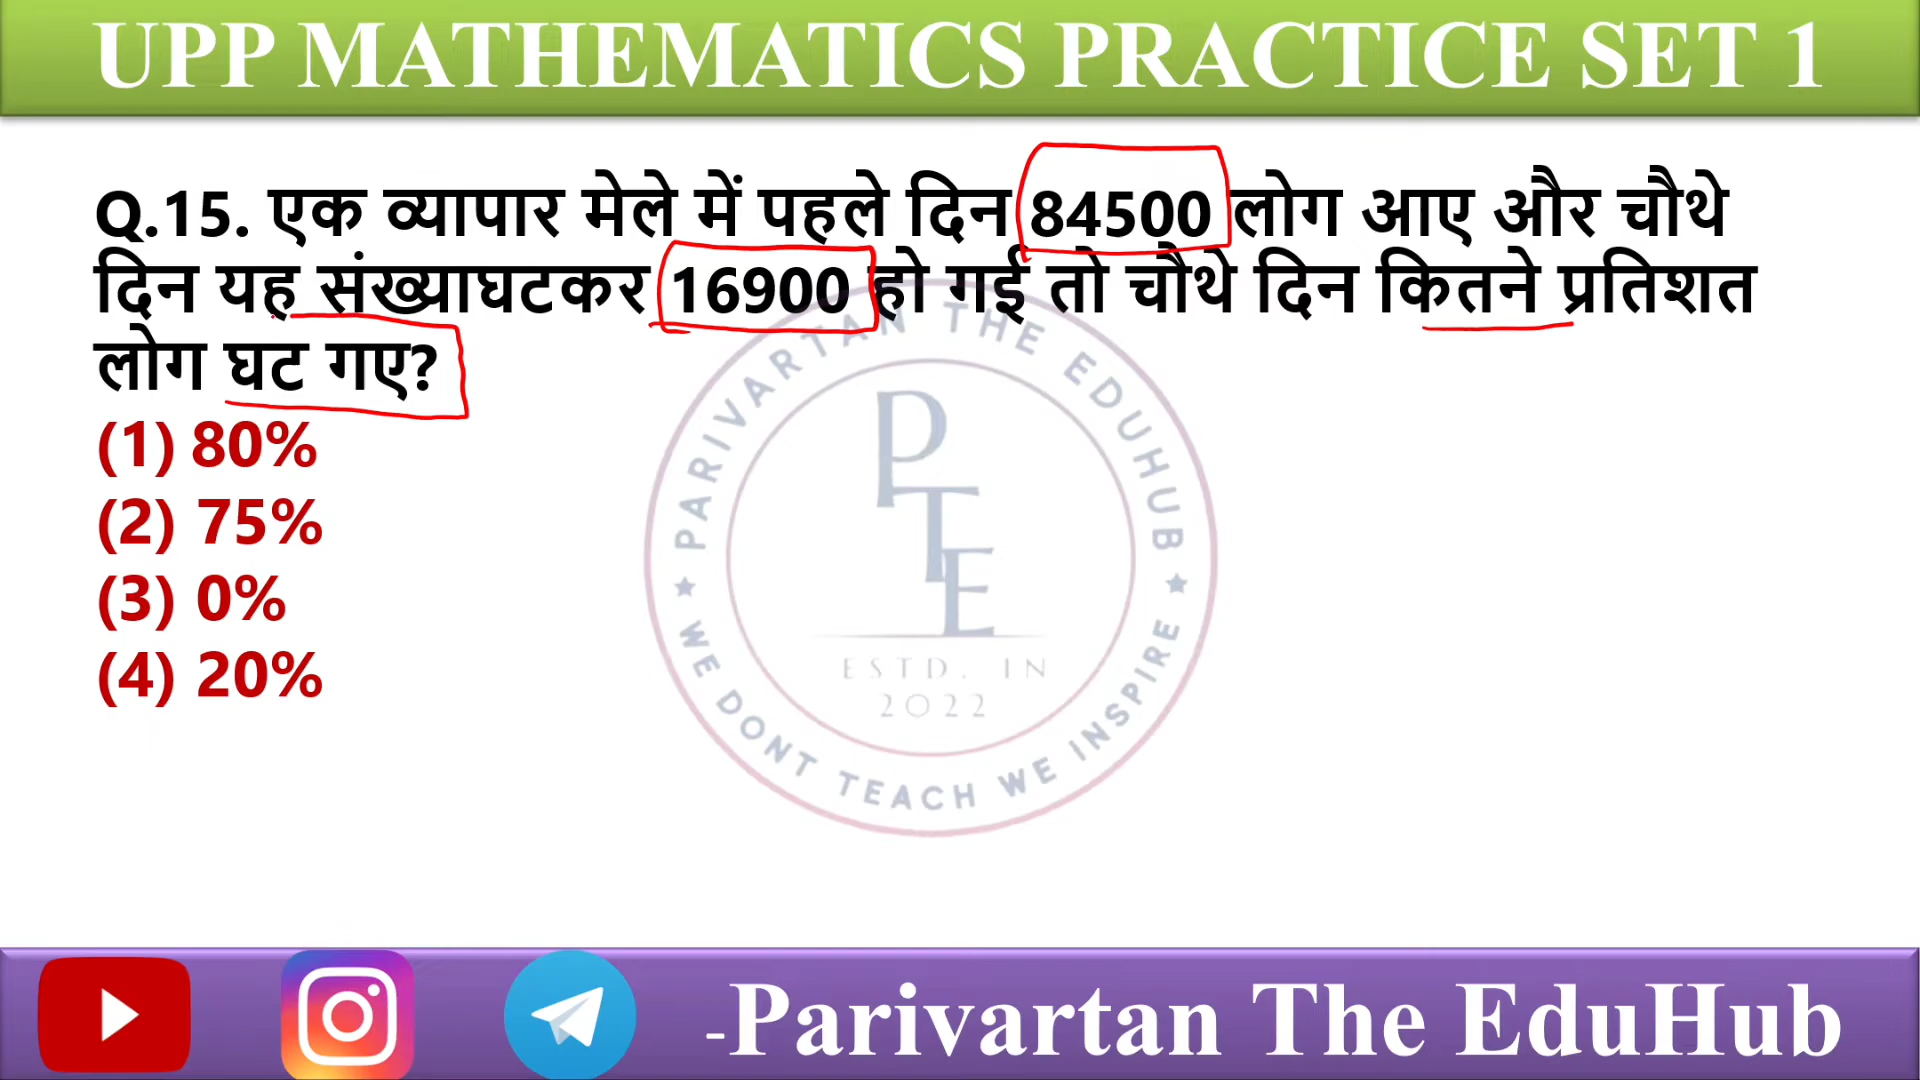 UPP MATHEMATICS PRACTICE SET 1
Q.15. एक व्यापार मेले में पहले दिन 84500 लोग आए और चौथे
दिन यह संख्याघटकर 16900 हो गई तो चौथे दिन कितने प्रतिशत
लोग घट गए?
(1) 80%
(2) 75%
(3) 0%
(4) 20%
PARIVARTAN THE EDUHUB
PTE
ESTD. IN
2022
WE DONT TEACH WE INSPIRE
-Parivartan The EduHub